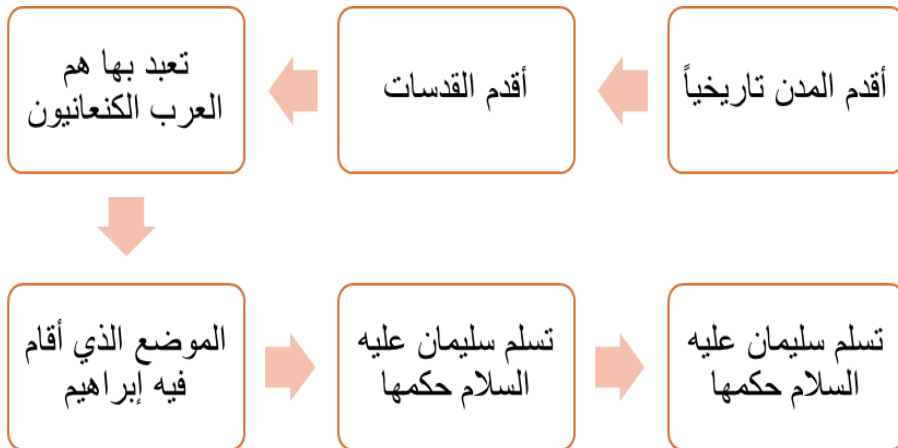 أقدم المدن تاريخياً
أقدم القدسات
تعبد بها هم
العرب الكنعانيون
الموضع الذي أقام
فيه إبراهيم
تسلم سليمان عليه
السلام حكمها
تسلم سليمان عليه
السلام حكمها